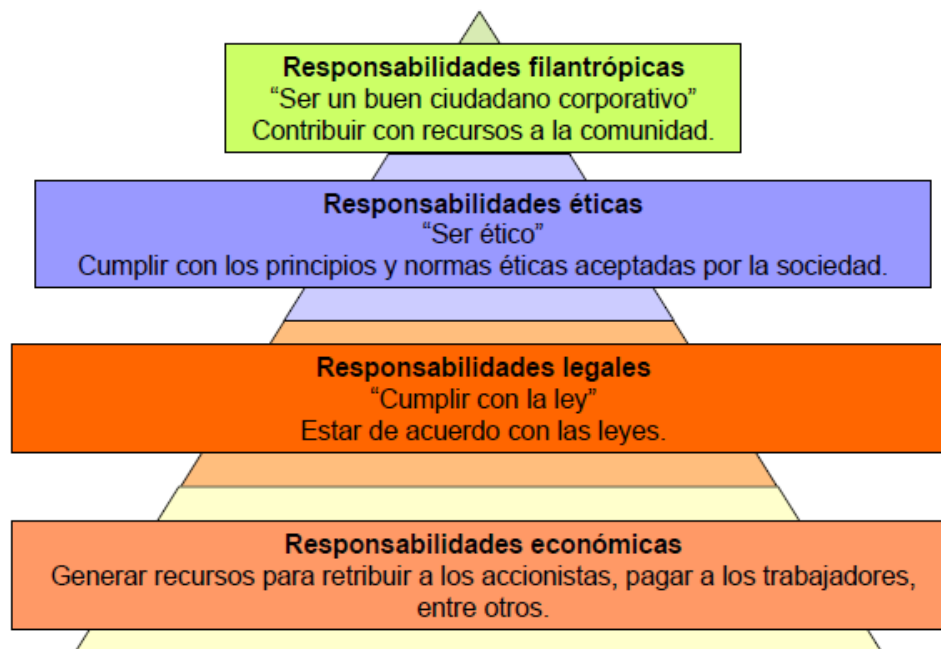 Responsabilidades filantrópicas
“Ser un buen ciudadano corporativo”
Contribuir con recursos a la comunidad.
Responsabilidades éticas
“Ser ético”
Cumplir con los principios y normas éticas aceptadas por la sociedad.
Responsabilidades legales
“Cumplir con la ley”
Estar de acuerdo con las leyes.
Responsabilidades económicas
Generar recursos para retribuir a los accionistas, pagar a los trabajadores,
entre otros.